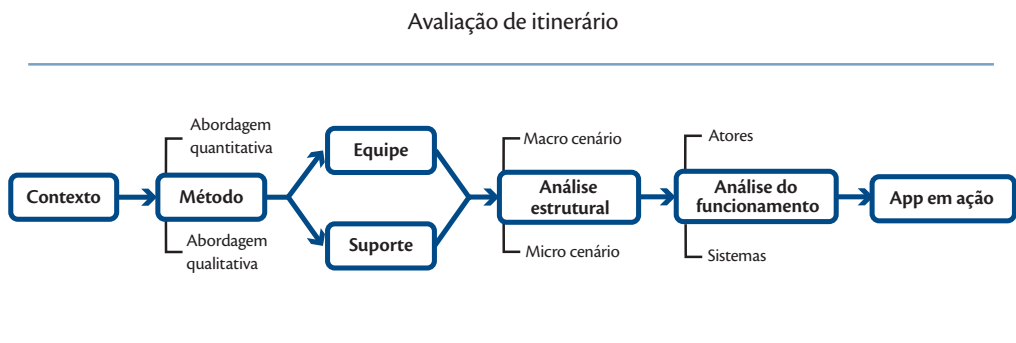 Avaliação de itinerário
Contexto
Abordagem
quantitativa
Método
Abordagem
qualitativa
Equipe
Suporte
Macro cenário
Análise
estrutural
Micro cenário
Atores
Análise do
funcionamento
Sistemas
App em ação